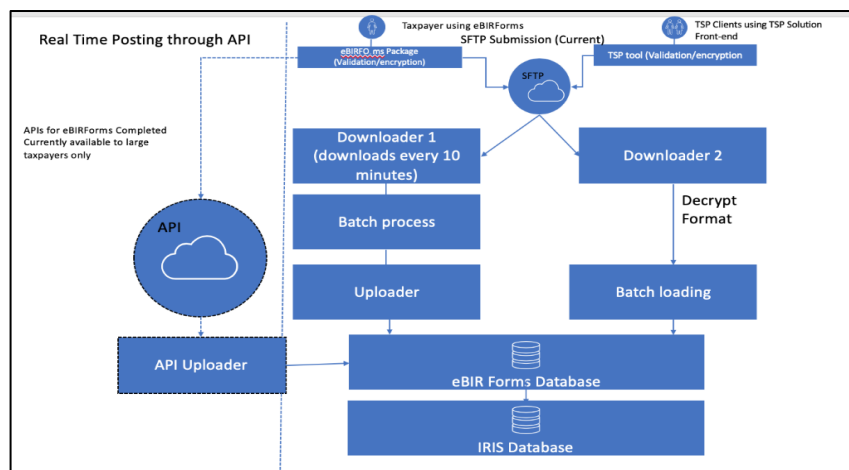 Taxpayer using eBIRForms
TSP Clients using TSP Solution
Front-end
Real Time Posting through API
SFTP Submission (Current)
eBIRFO ms Package
(Validation/encryption)
TSP tool (Validation/encryption
SFTP
APIs for eBIRForms Completed
Currently available to large
taxpayers only
Downloader 1
(downloads every 10
minutes)
Downloader 2
Decrypt
Format
API
Batch process
Uploader
Batch loading
API Uploader
eBIR Forms Database
IRIS Database